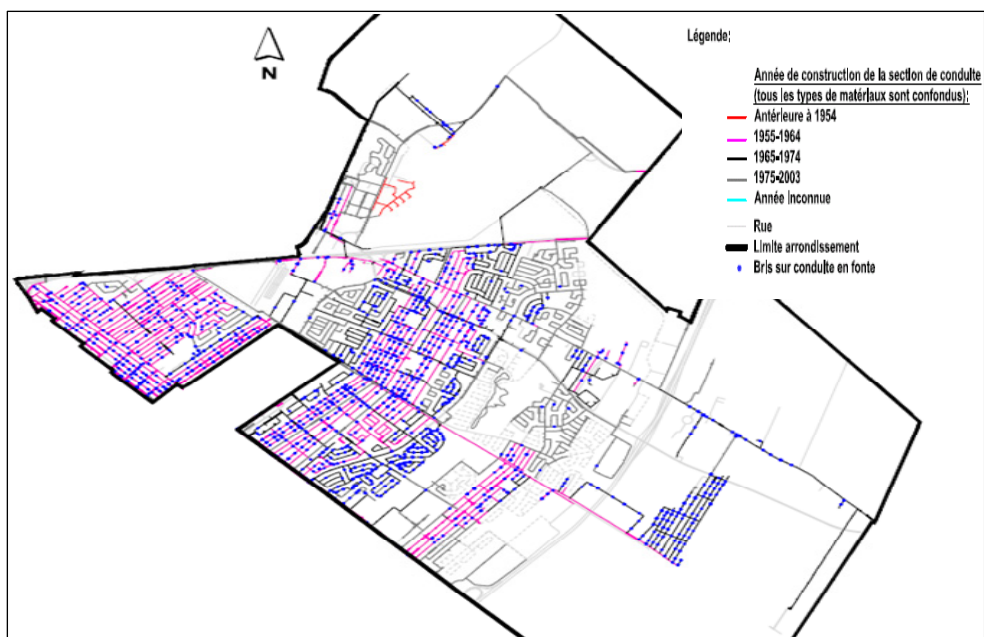 Légende:
Année de construction de la section de conduite
(tous les types de matériaux sont confondus):
Antérieure à 1954
1955-1964
1965-1974
1975-2003
Année inconnue
Rue
Limite arrondissement
Bris sur conduite en fonte
N